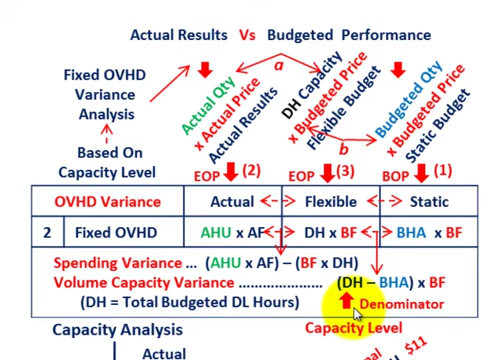 Actual Results Vs Budgeted Performance
Fixed OVHD
Variance
Analysis
Based On
Capacity Level
a
Actual Qty
x Actual Price
Actual Results
DH Capacity
x Budgeted Price
Flexible Budget
b
Budgeted Qty
x Budgeted Price
Static Budget
EOP (2)
EOP (3)
BOP (1)
OVHD Variance Actual Flexible Static
2 Fixed OVHD AHU x AF DH x BF BHA x BF
Spending Variance ... (AHU x AF) – (BF x DH)
Volume Capacity Variance ........................ (DH – BHA) x BF
(DH = Total Budgeted DL Hours) Denominator
Capacity Analysis Capacity Level
Actual
$11